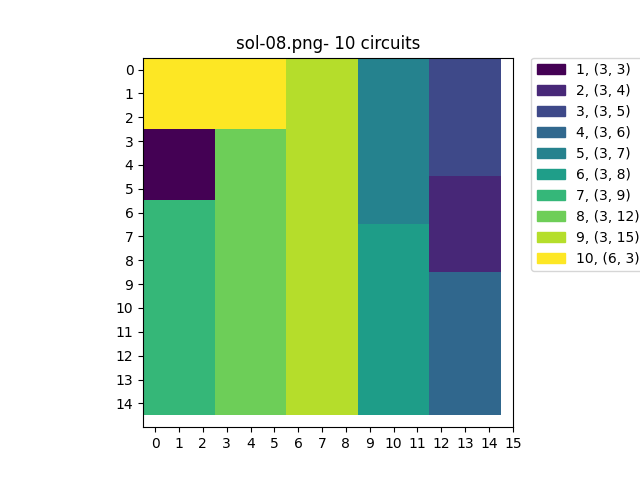 sol-08.png- 10 circuits
0
1
2
3
4
5
6
7
8
9
10
11
12
13
14
0 1 2 3 4 5 6 7 8 9 10 11 12 13 14 15
1, (3, 3)
2, (3, 4)
3, (3, 5)
4, (3, 6)
5, (3, 7)
6, (3, 8)
7, (3, 9)
8, (3, 12)
9, (3, 15)
10, (6, 3)